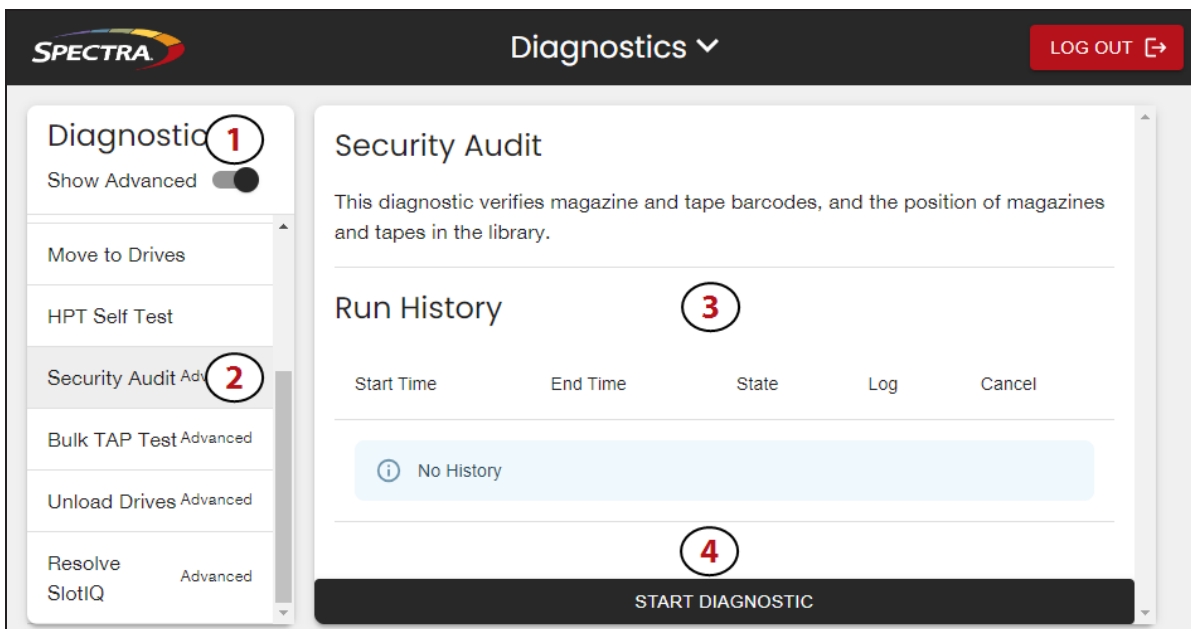 SPECTRA
Diagnostics
LOG OUT
Diagnostic
1
Show Advanced
Move to Drives
HPT Self Test
Security Audit
2
Bulk TAP Test Advanced
Unload Drives Advanced
Resolve
SlotIQ
Advanced
Security Audit
This diagnostic verifies magazine and tape barcodes, and the position of magazines
and tapes in the library.
Run History
3
Start Time End Time State Log Cancel
No History
4
START DIAGNOSTIC